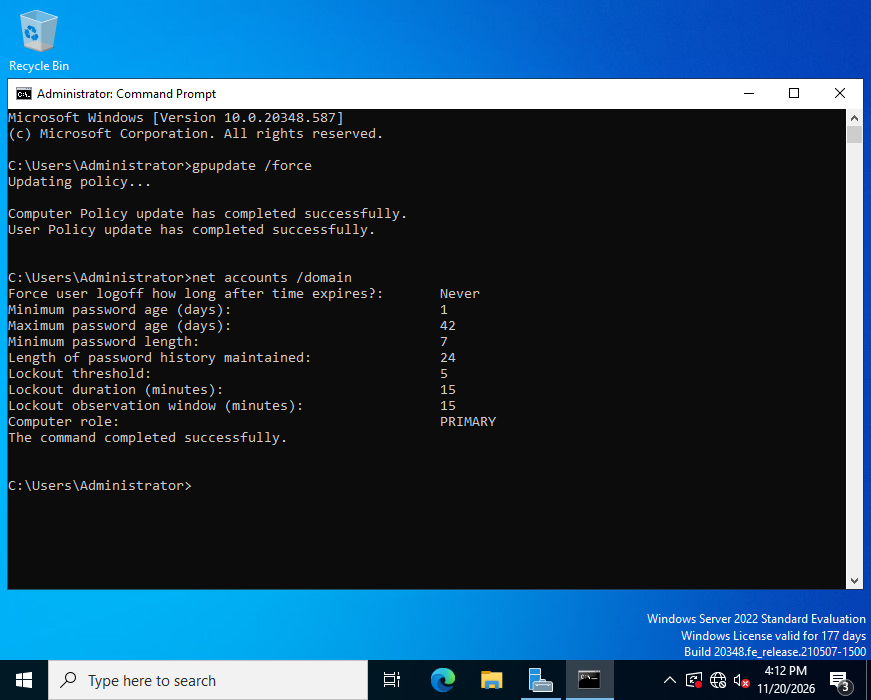 Recycle Bin
Administrator: Command Prompt
Microsoft Windows [Version 10.0.20348.587]
(c) Microsoft Corporation. All rights reserved.
C:\Users\Administrator>gpupdate /force
Updating policy...
Computer Policy update has completed successfully.
User Policy update has completed successfully.
C:\Users\Administrator>net accounts /domain
Force user logoff how long after time expires?: Never
Minimum password age (days): 1
Maximum password age (days): 42
Minimum password length: 7
Length of password history maintained: 24
Lockout threshold: 5
Lockout duration (minutes): 15
Lockout observation window (minutes): 15
Computer role: PRIMARY
The command completed successfully.
C:\Users\Administrator>
Windows Server 2022 Standard Evaluation
Windows License valid for 177 days
Build 20348.fe_release.210507-1500
Type here to search
4:12 PM
11/20/2026
3